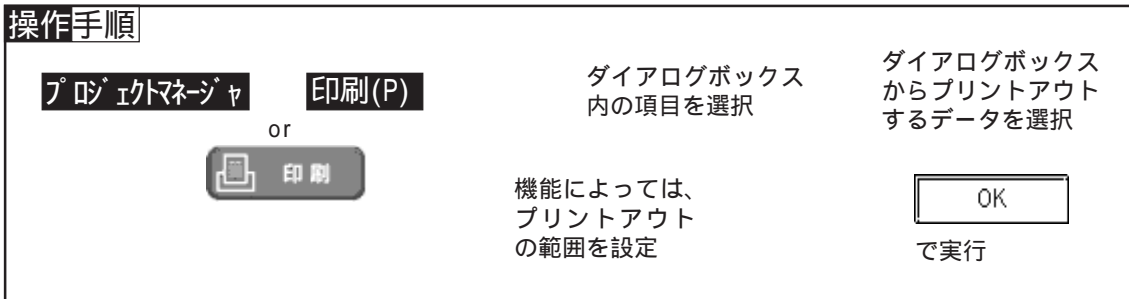 操作手順
ﾌﾟﾛｼﾞｪｸﾄﾏﾈｰｼﾞｬ 印刷(P)
or
印刷
ダイアログボックス
内の項目を選択
ダイアログボックス
からプリントアウト
するデータを選択
機能によっては、
プリントアウト
の範囲を設定
OK
で実行